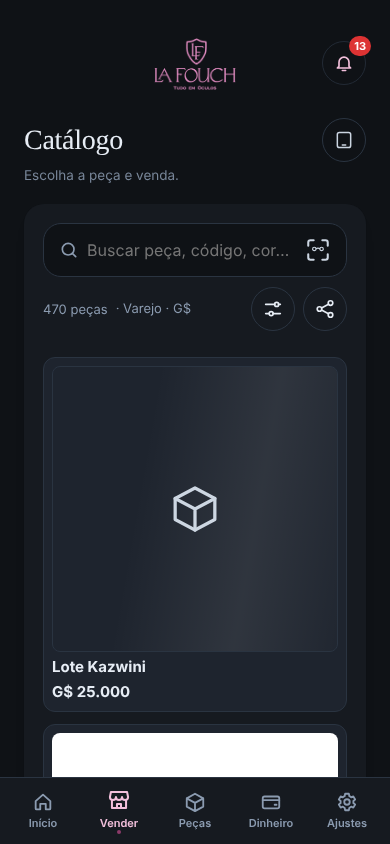 LF
LA FOUCH
Tudo em Óculos
13
Catálogo
Escolha a peça e venda.
Buscar peça, código, cor...
470 peças · Varejo · G$
Lote Kazwini
G$ 25.000
Início Vender Peças Dinheiro Ajustes